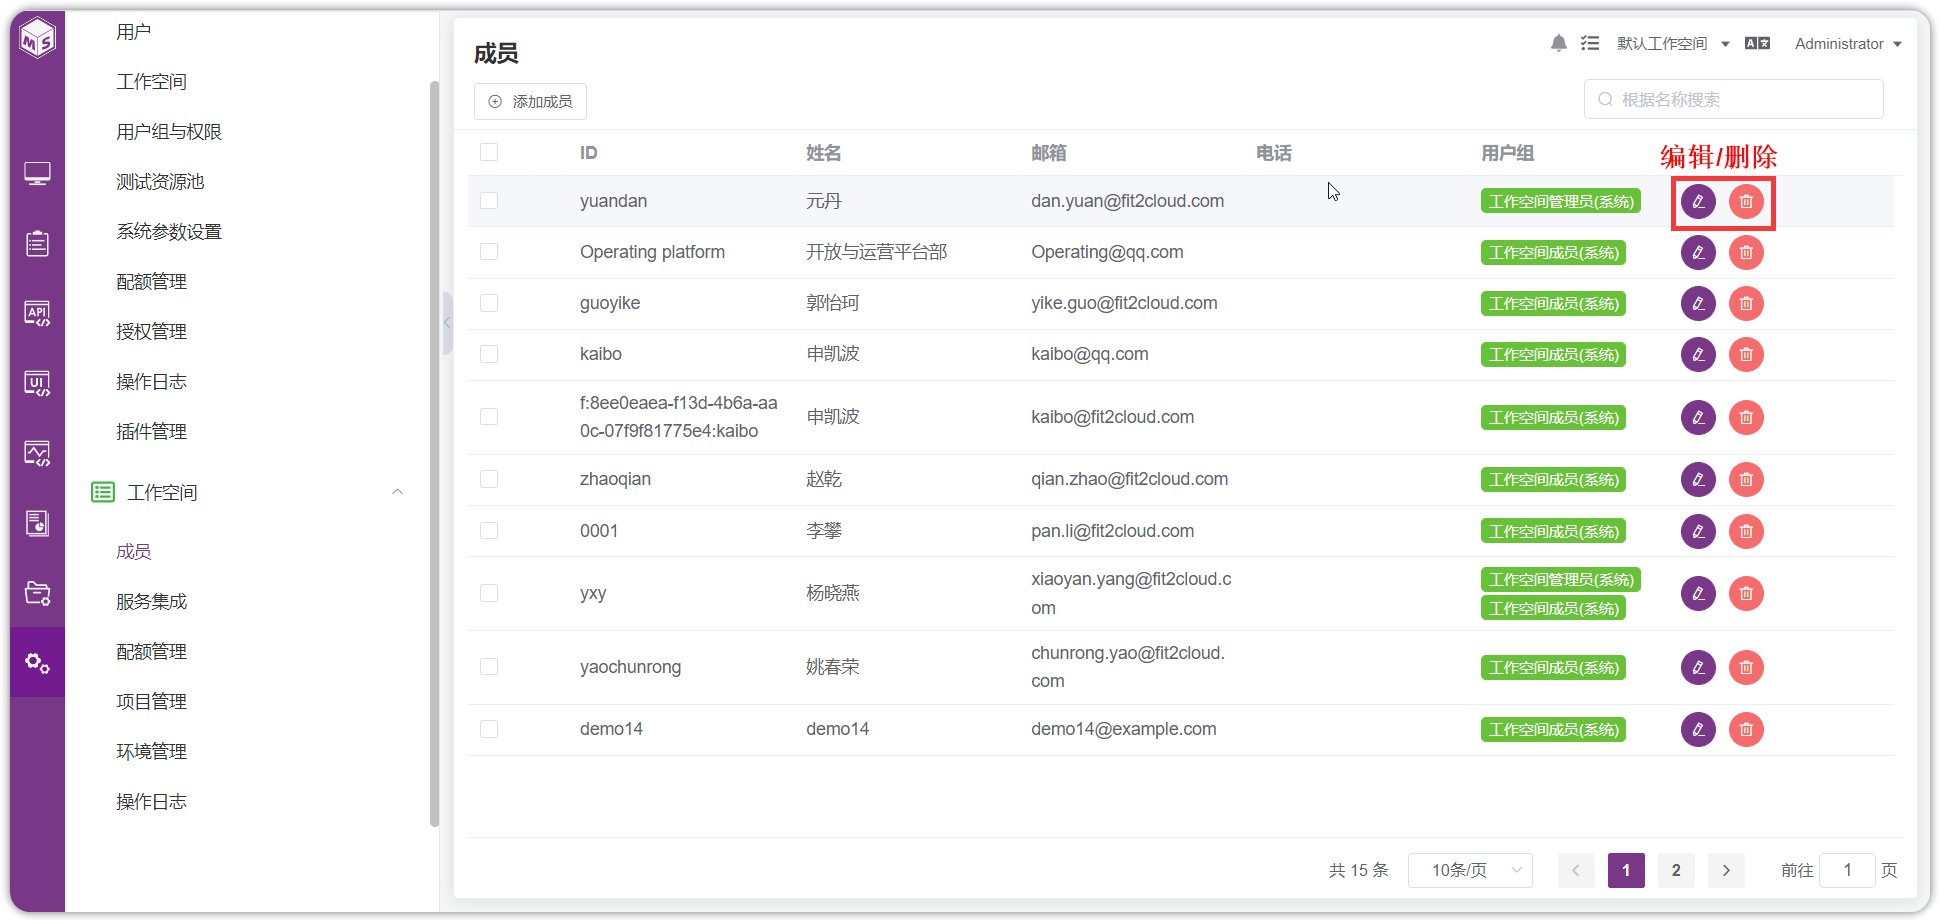 MS
API
UI
用户
工作空间
用户组与权限
测试资源池
系统参数设置
配额管理
授权管理
操作日志
插件管理
工作空间
成员
服务集成
配额管理
项目管理
环境管理
操作日志
成员
默认工作空间
Administrator
添加成员
根据名称搜索
ID 姓名 邮箱 电话 用户组
编辑/删除
yuandan 元丹 dan.yuan@fit2cloud.com 工作空间管理员(系统)
Operating platform 开放与运营平台部 Operating@qq.com 工作空间成员(系统)
guoyike 郭怡珂 yike.guo@fit2cloud.com 工作空间成员(系统)
kaibo 申凯波 kaibo@qq.com 工作空间成员(系统)
f:8ee0eaea-f13d-4b6a-aa
0c-07f9f81775e4:kaibo
申凯波 kaibo@fit2cloud.com 工作空间成员(系统)
zhaoqian 赵乾 qian.zhao@fit2cloud.com 工作空间成员(系统)
0001 李攀 pan.li@fit2cloud.com 工作空间成员(系统)
yxy 杨晓燕
xiaoyan.yang@fit2cloud.c
om
工作空间管理员(系统)
工作空间成员(系统)
yaochunrong 姚春荣
chunrong.yao@fit2cloud.
com
工作空间成员(系统)
demo14 demo14 demo14@example.com 工作空间成员(系统)
共 15 条 10条/页 1 2 前往 1 页